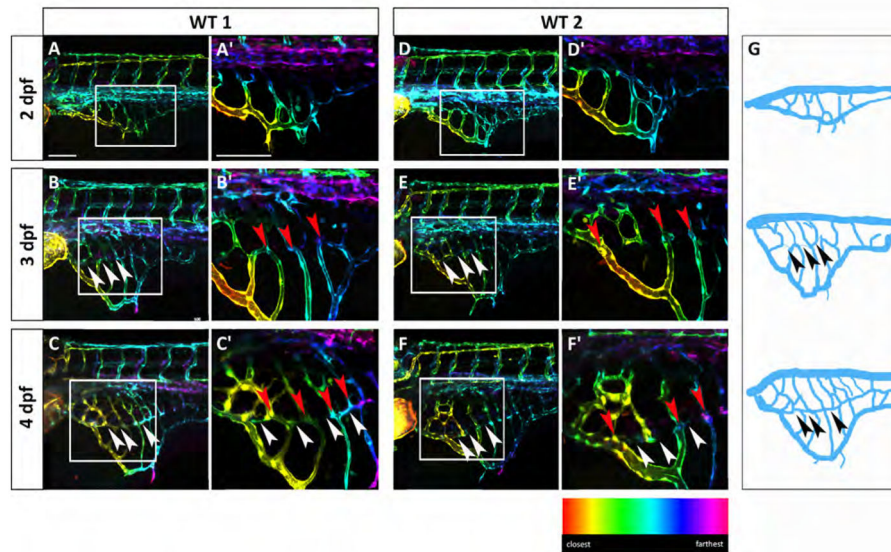 WT 1
WT 2
2 dpf
A
A'
D
D'
G
3 dpf
B
B'
E
E'
4 dpf
C
C'
F
F'
closest
farthest